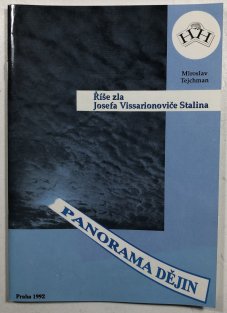 HH
Miroslav
Tejchman
Říše zla
Josefa Vissarionoviče Stalina
PANORAMA DĚJIN
Praha 1992